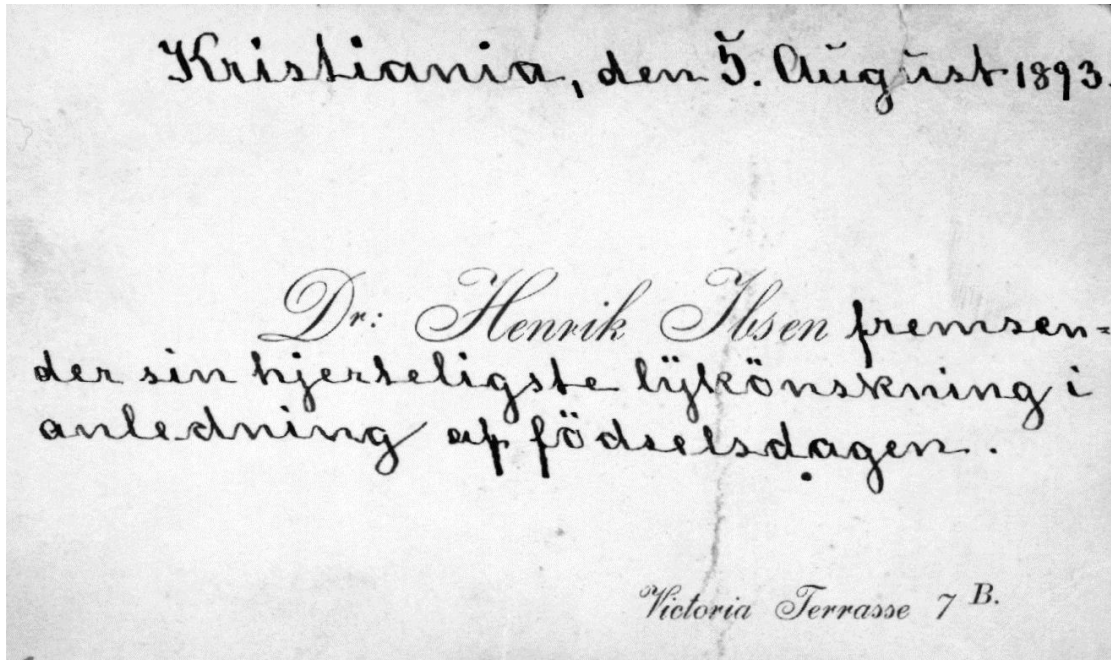 Kristiania, den 5. August 1893.
Dr: Henrik Ibsen fremsen=
der sin hjerteligste lykönskning i
anledning af födselsdagen.
Victoria Terrasse 7 B.